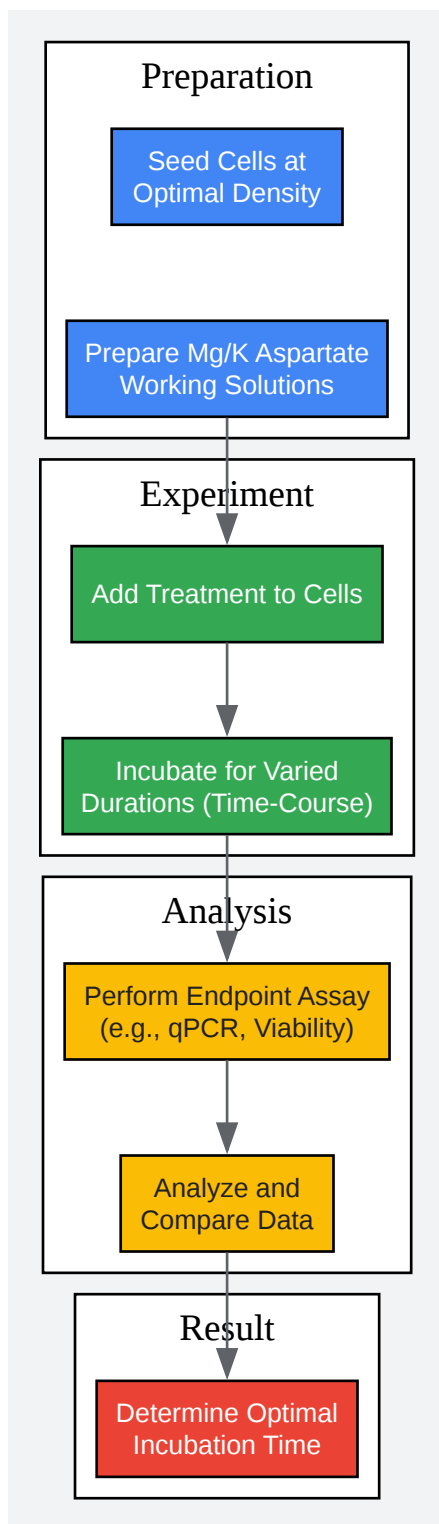 Preparation
Seed Cells at
Optimal Density
Prepare Mg/K Aspartate
Working Solutions
Experiment
Add Treatment to Cells
Incubate for Varied
Durations (Time-Course)
Analysis
Perform Endpoint Assay
(e.g., qPCR, Viability)
Analyze and
Compare Data
Result
Determine Optimal
Incubation Time